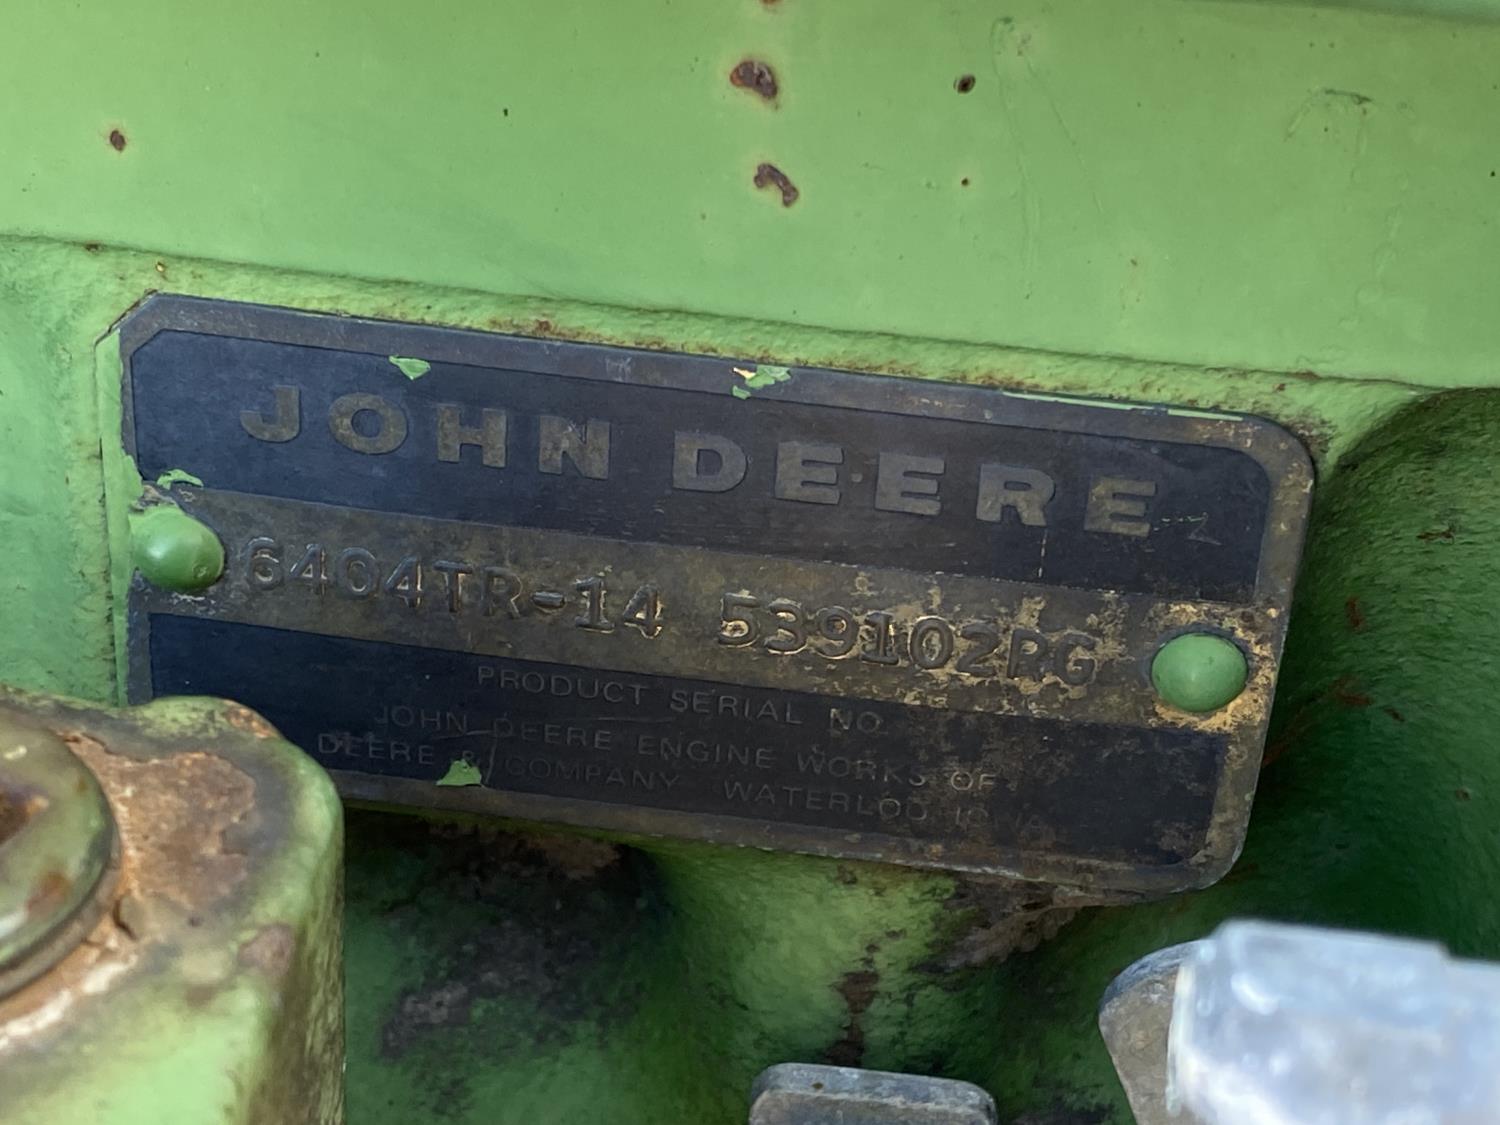 JOHN DEERE
6404TR-14 539102RG
PRODUCT SERIAL NO
JOHN DEERE ENGINE WORKS OF
DEERE & COMPANY WATERLOO IOWA